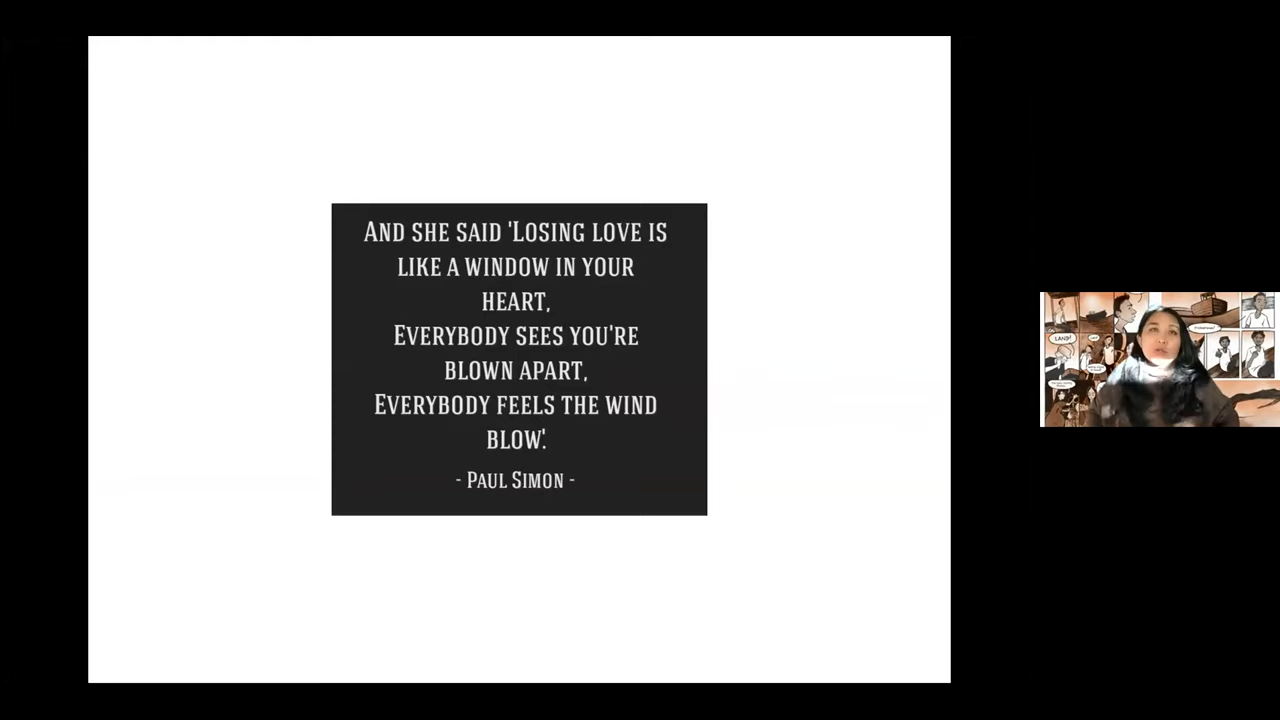 AND SHE SAID 'LOSING LOVE IS
LIKE A WINDOW IN YOUR
HEART,
EVERYBODY SEES YOU'RE
BLOWN APART,
EVERYBODY FEELS THE WIND
BLOW'.
- PAUL SIMON -
LAND!